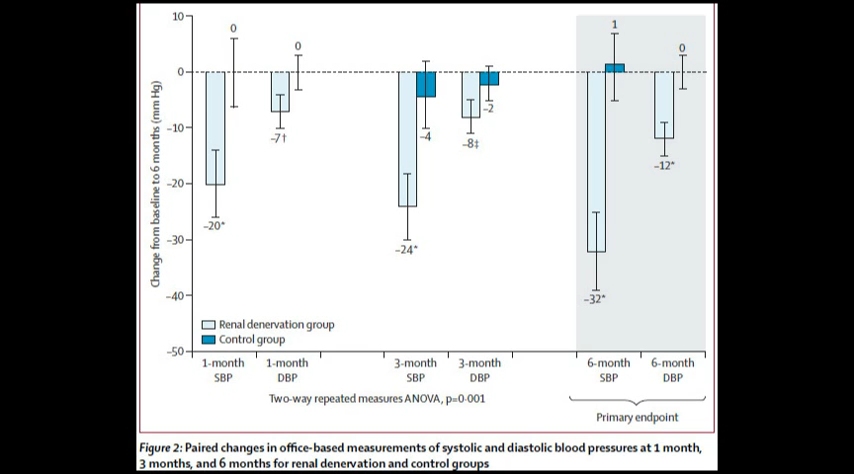 10
0
-10
-20
-30
-40
-50
Change from baseline to 6 months (mm Hg)
0
0
1
0
-20*
-7†
-24*
-4
-8‡
-2
-32*
-12*
Renal denervation group
Control group
1-month SBP
1-month DBP
3-month SBP
3-month DBP
6-month SBP
6-month DBP
Two-way repeated measures ANOVA, p=0·001
Primary endpoint
Figure 2: Paired changes in office-based measurements of systolic and diastolic blood pressures at 1 month,
3 months, and 6 months for renal denervation and control groups